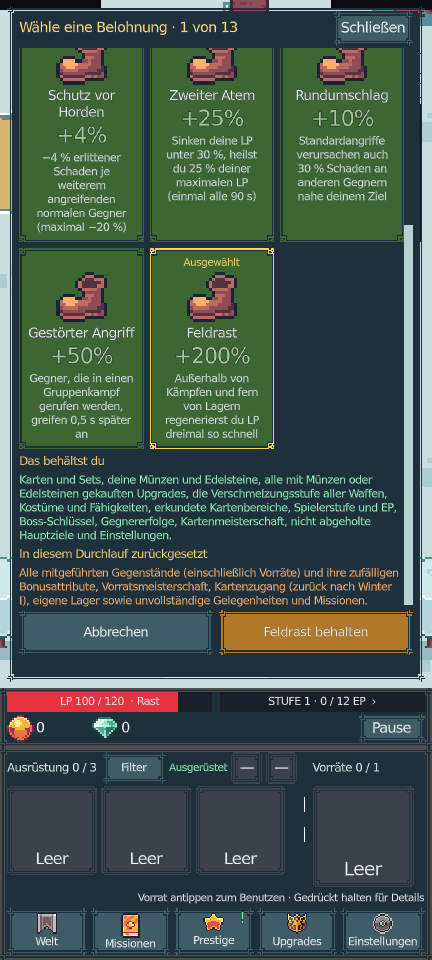 Wähle eine Belohnung · 1 von 13
Schließen
Schutz vor
Horden
+4%
−4 % erlittener
Schaden je
weiterem
angreifenden
normalen Gegner
(maximal −20 %)
Zweiter Atem
+25%
Sinken deine LP
unter 30 %, heilst
du 25 % deiner
maximalen LP
(einmal alle 90 s)
Rundumschlag
+10%
Standardangriffe
verursachen auch
30 % Schaden an
anderen Gegnern
nahe deinem Ziel
Gestörter Angriff
+50%
Gegner, die in einen
Gruppenkampf
gerufen werden,
greifen 0,5 s später
an
Ausgewählt
Feldrast
+200%
Außerhalb von
Kämpfen und fern
von Lagern
regenerierst du LP
dreimal so schnell
Das behältst du
Karten und Sets, deine Münzen und Edelsteine, alle mit Münzen oder
Edelsteinen gekauften Upgrades, die Verschmelzungsstufe aller Waffen,
Kostüme und Fähigkeiten, erkundete Kartenbereiche, Spielerstufe und EP,
Boss-Schlüssel, Gegnererfolge, Kartenmeisterschaft, nicht abgeholte
Hauptziele und Einstellungen.
In diesem Durchlauf zurückgesetzt
Alle mitgeführten Gegenstände (einschließlich Vorräte) und ihre zufälligen
Bonusattribute, Vorratsmeisterschaft, Kartenzugang (zurück nach Winter
I), eigene Lager sowie unvollständige Gelegenheiten und Missionen.
Abbrechen
Feldrast behalten
LP 100 / 120 · Rast
STUFE 1 · 0 / 12 EP ›
0
0
Pause
Ausrüstung 0 / 3
Filter
Ausgerüstet
—
—
Vorräte 0 / 1
Leer
Leer
Leer
Leer
Vorrat antippen zum Benutzen · Gedrückt halten für Details
Welt
Missionen
!
Prestige
Upgrades
Einstellungen